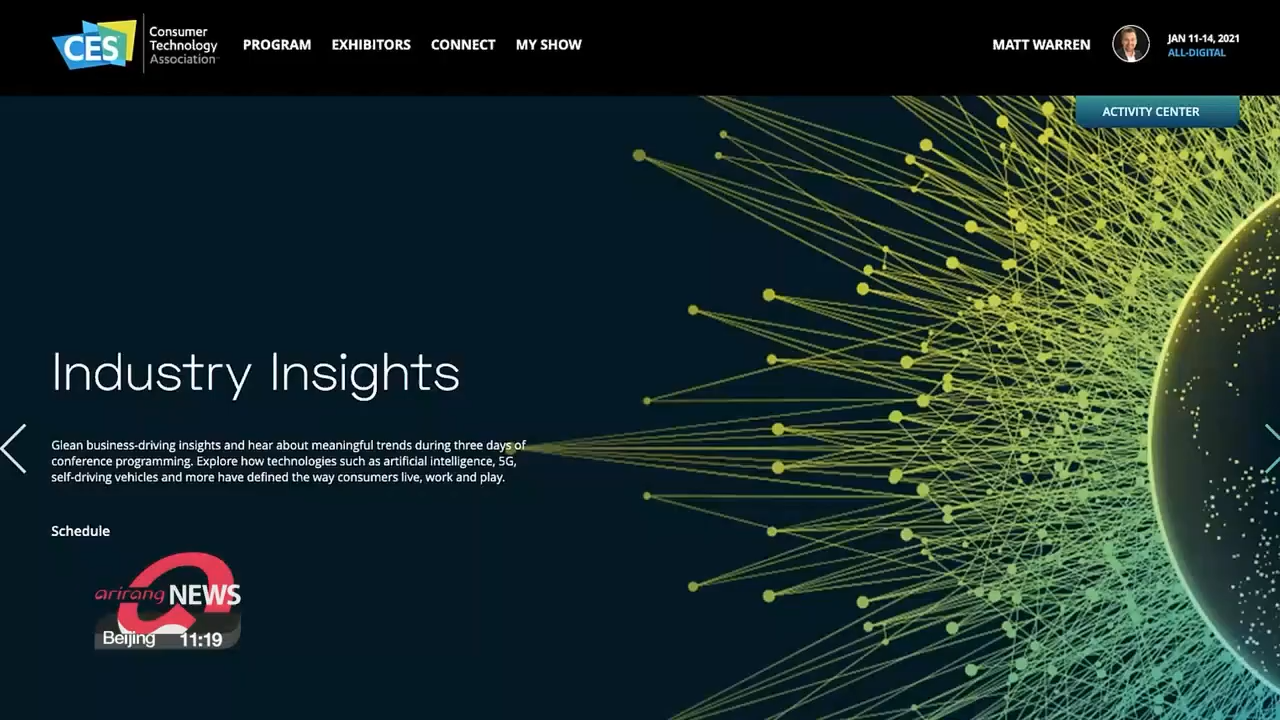 CES
Consumer
Technology
Association
PROGRAM EXHIBITORS CONNECT MY SHOW
MATT WARREN
JAN 11-14, 2021
ALL-DIGITAL
ACTIVITY CENTER
Industry Insights
Glean business-driving insights and hear about meaningful trends during three days of
conference programming. Explore how technologies such as artificial intelligence, 5G,
self-driving vehicles and more have defined the way consumers live, work and play.
Schedule
arirang NEWS
Beijing 11:19